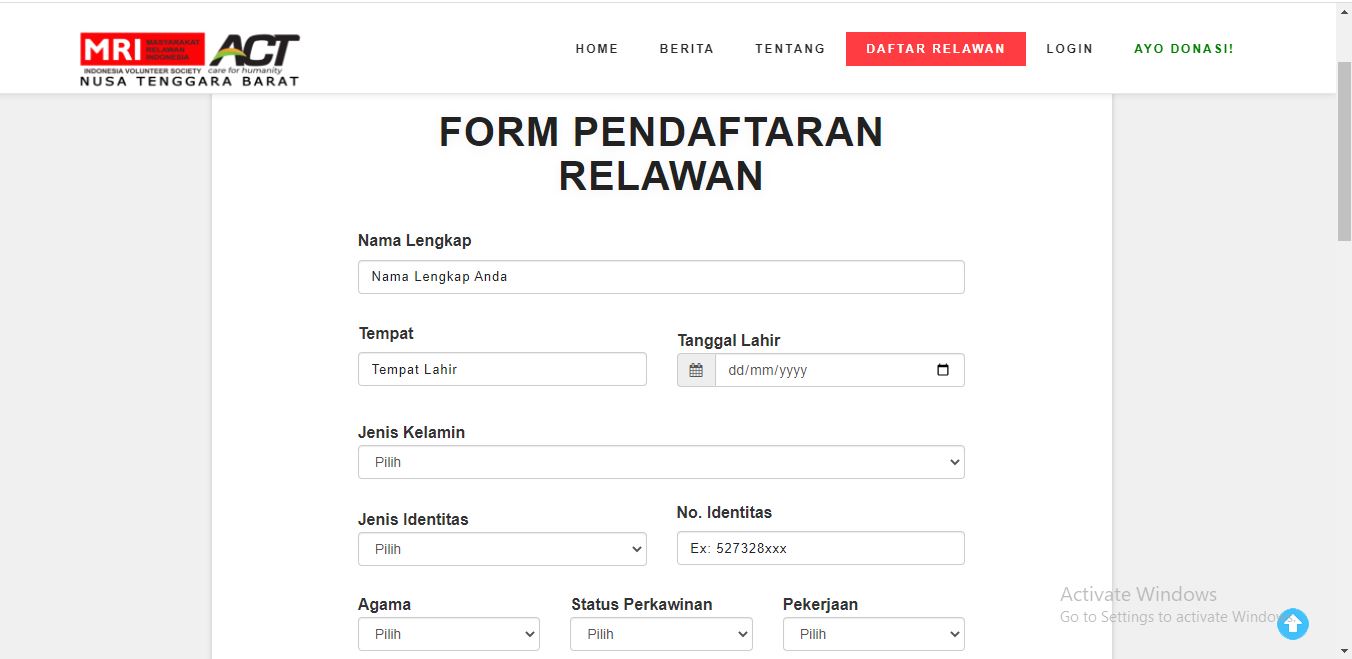 MRI MASYARAKAT RELAWAN INDONESIA ACT
INDONESIA VOLUNTEER SOCIETY care for humanity
NUSA TENGGARA BARAT
HOME BERITA TENTANG DAFTAR RELAWAN LOGIN AYO DONASI!
FORM PENDAFTARAN
RELAWAN
Nama Lengkap
Nama Lengkap Anda
Tempat
Tempat Lahir
Tanggal Lahir
dd/mm/yyyy
Jenis Kelamin
Pilih
Jenis Identitas
Pilih
No. Identitas
Ex: 527328xxx
Agama Status Perkawinan Pekerjaan
Pilih Pilih Pilih
Activate Windows
Go to Settings to activate Windows.